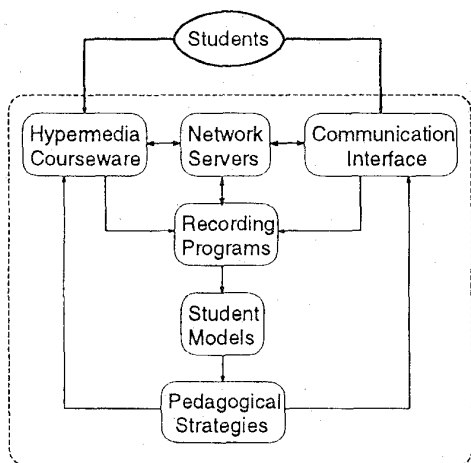 Students
Hypermedia
Courseware
Network
Servers
Communication
Interface
Recording
Programs
Student
Models
Pedagogical
Strategies